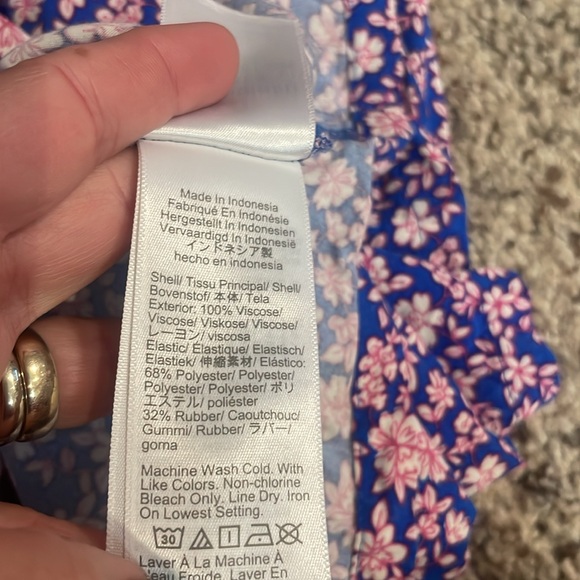 Made In Indonesia
Fabriqué En Indonésie
Hergestellt In Indonesien
Vervaardigd In Indonesië
インドネシア製
hecho en indonesia
Shell/ Tissu Principal/ Shell/
Bovenstof/ 本体/ Tela
Exterior: 100% Viscose/
Viscose/ Viskose/ Viscose/
レーヨン/ viscosa
Elastic/ Elastique/ Elastisch/
Elastiek/ 伸縮素材/ Elástico:
68% Polyester/ Polyester/
Polyester/ Polyester/ ポリ
エステル/ poliéster
32% Rubber/ Caoutchouc/
Gummi/ Rubber/ ラバー/
goma
Machine Wash Cold. With
Like Colors. Non-chlorine
Bleach Only. Line Dry. Iron
On Lowest Setting.
30
Laver À La Machine À
L'eau Froide. Laver En